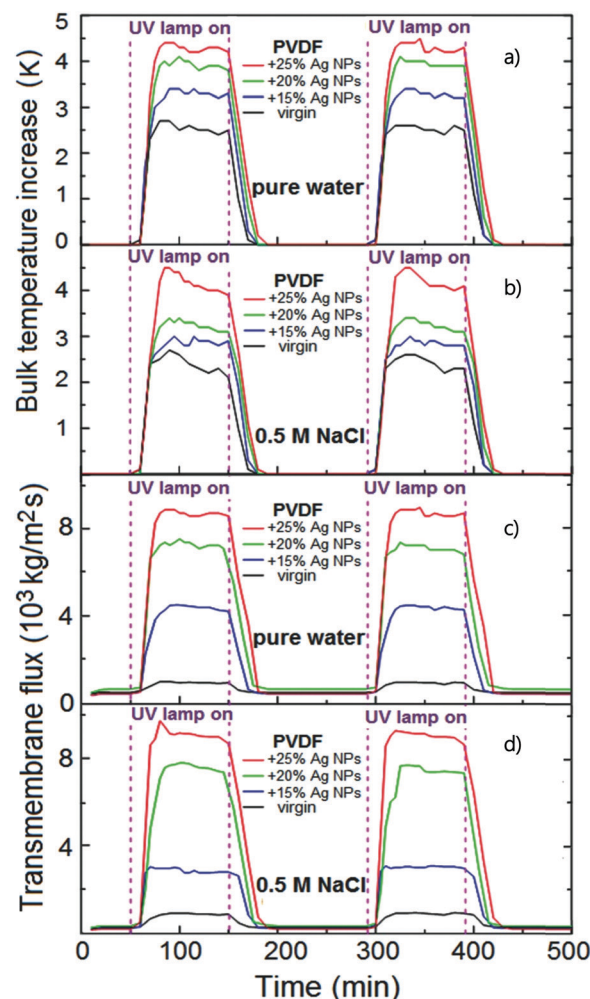 UV lamp on UV lamp on
5
4
3
2
1
0
a)
PVDF
+25% Ag NPs
+20% Ag NPs
+15% Ag NPs
virgin
pure water
Bulk temperature increase (K)
UV lamp on UV lamp on
4
3
2
1
b)
PVDF
+25% Ag NPs
+20% Ag NPs
+15% Ag NPs
virgin
0.5 M NaCl
UV lamp on UV lamp on
8
4
0
c)
PVDF
+25% Ag NPs
+20% Ag NPs
+15% Ag NPs
virgin
pure water
Transmembrane flux (10³ kg/m²s)
UV lamp on UV lamp on
8
4
d)
PVDF
+25% Ag NPs
+20% Ag NPs
+15% Ag NPs
virgin
0.5 M NaCl
0 100 200 300 400 500
Time (min)